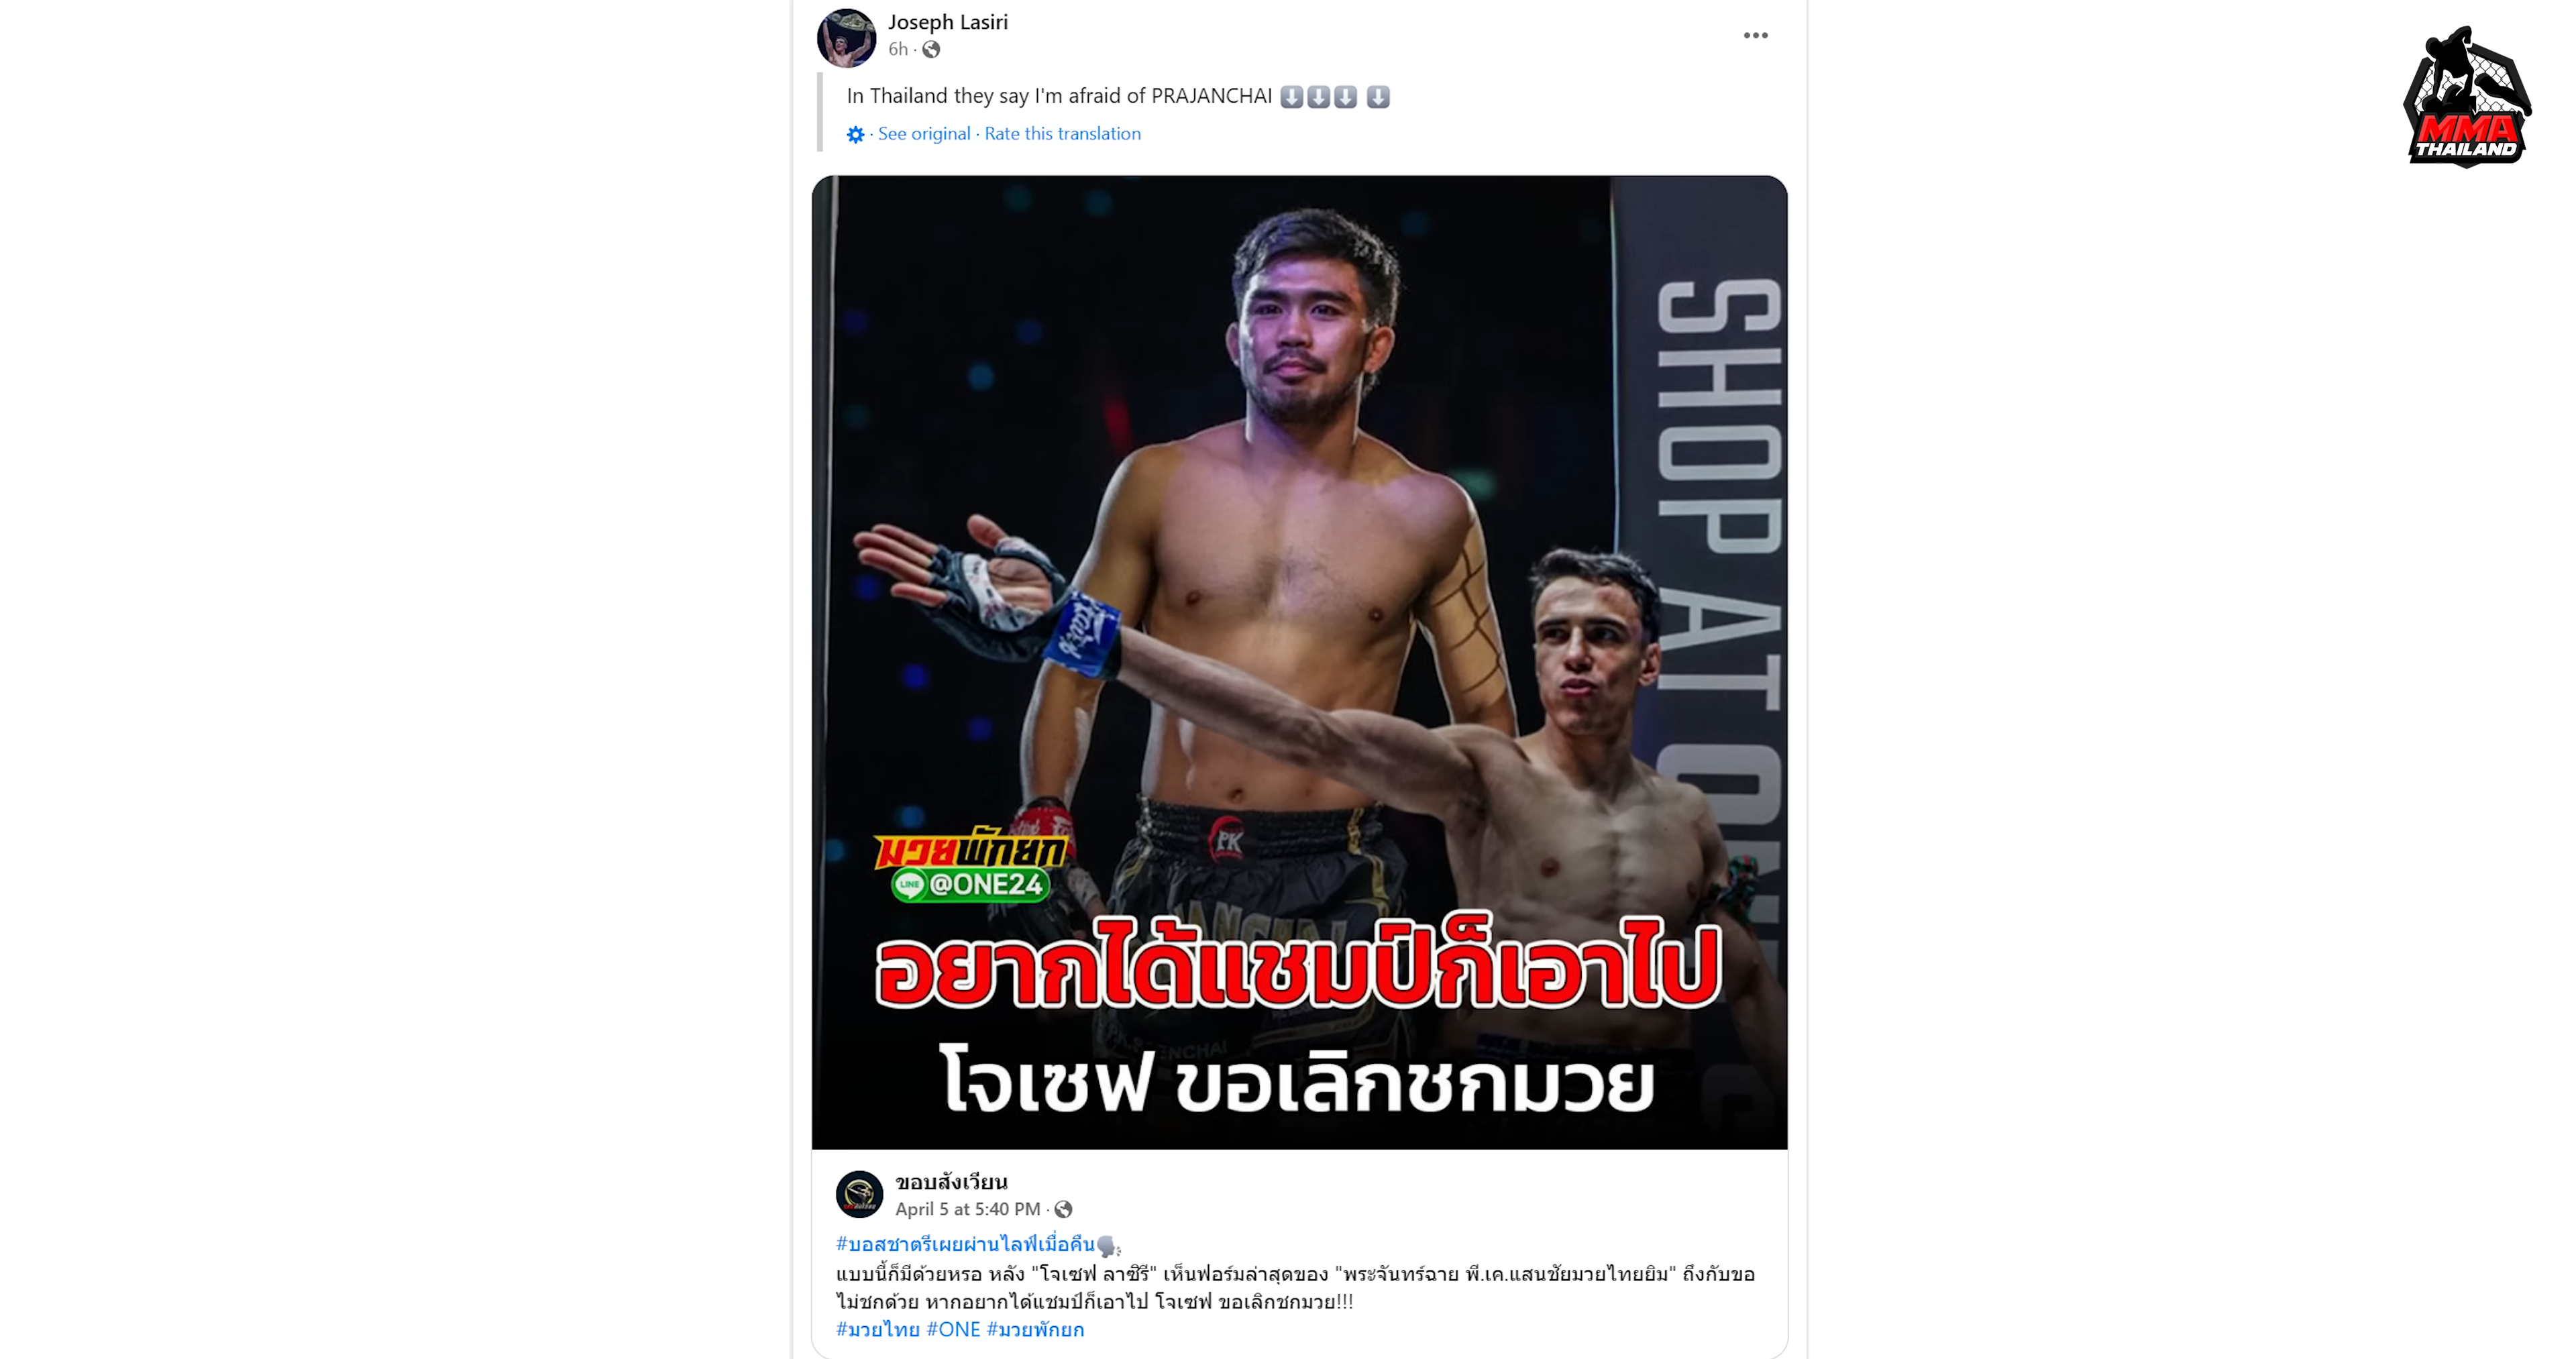 Joseph Lasiri
6h ·
In Thailand they say I'm afraid of PRAJANCHAI ⬇️⬇️⬇️ ⬇️
· See original · Rate this translation
MMA
THAILAND
SHOP AT ONE
PK
มวยพักยก
LINE @ONE24
อยากได้แชมป์ก็เอาไป
โจเซฟ ขอเลิกชกมวย
ขอบสังเวียน
April 5 at 5:40 PM ·
#บอสชาตรีเผยผ่านไลฟ์เมื่อคืน🗣️
แบบนี้ก็มีด้วยหรอ หลัง "โจเซฟ ลาซิรี" เห็นฟอร์มล่าสุดของ "พระจันทร์ฉาย พี.เค.แสนชัยมวยไทยยิม" ถึงกับขอ
ไม่ชกด้วย หากอยากได้แชมป์ก็เอาไป โจเซฟ ขอเลิกชกมวย!!!
#มวยไทย #ONE #มวยพักยก